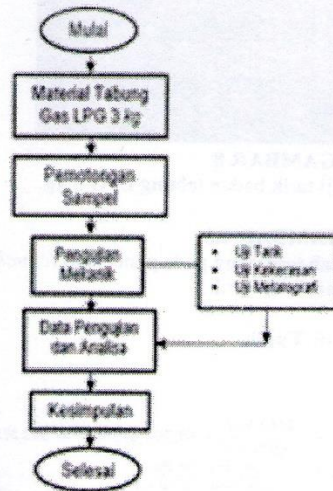 Mulai
Material Tabung
Gas LPG 3 kg
Pemotongan
Sampel
Pengujian
Mekanik
• Uji Tarik
• Uji Kekerasan
• Uji Metalografi
Data Pengujian
dan Analisa
Kesimpulan
Selesai